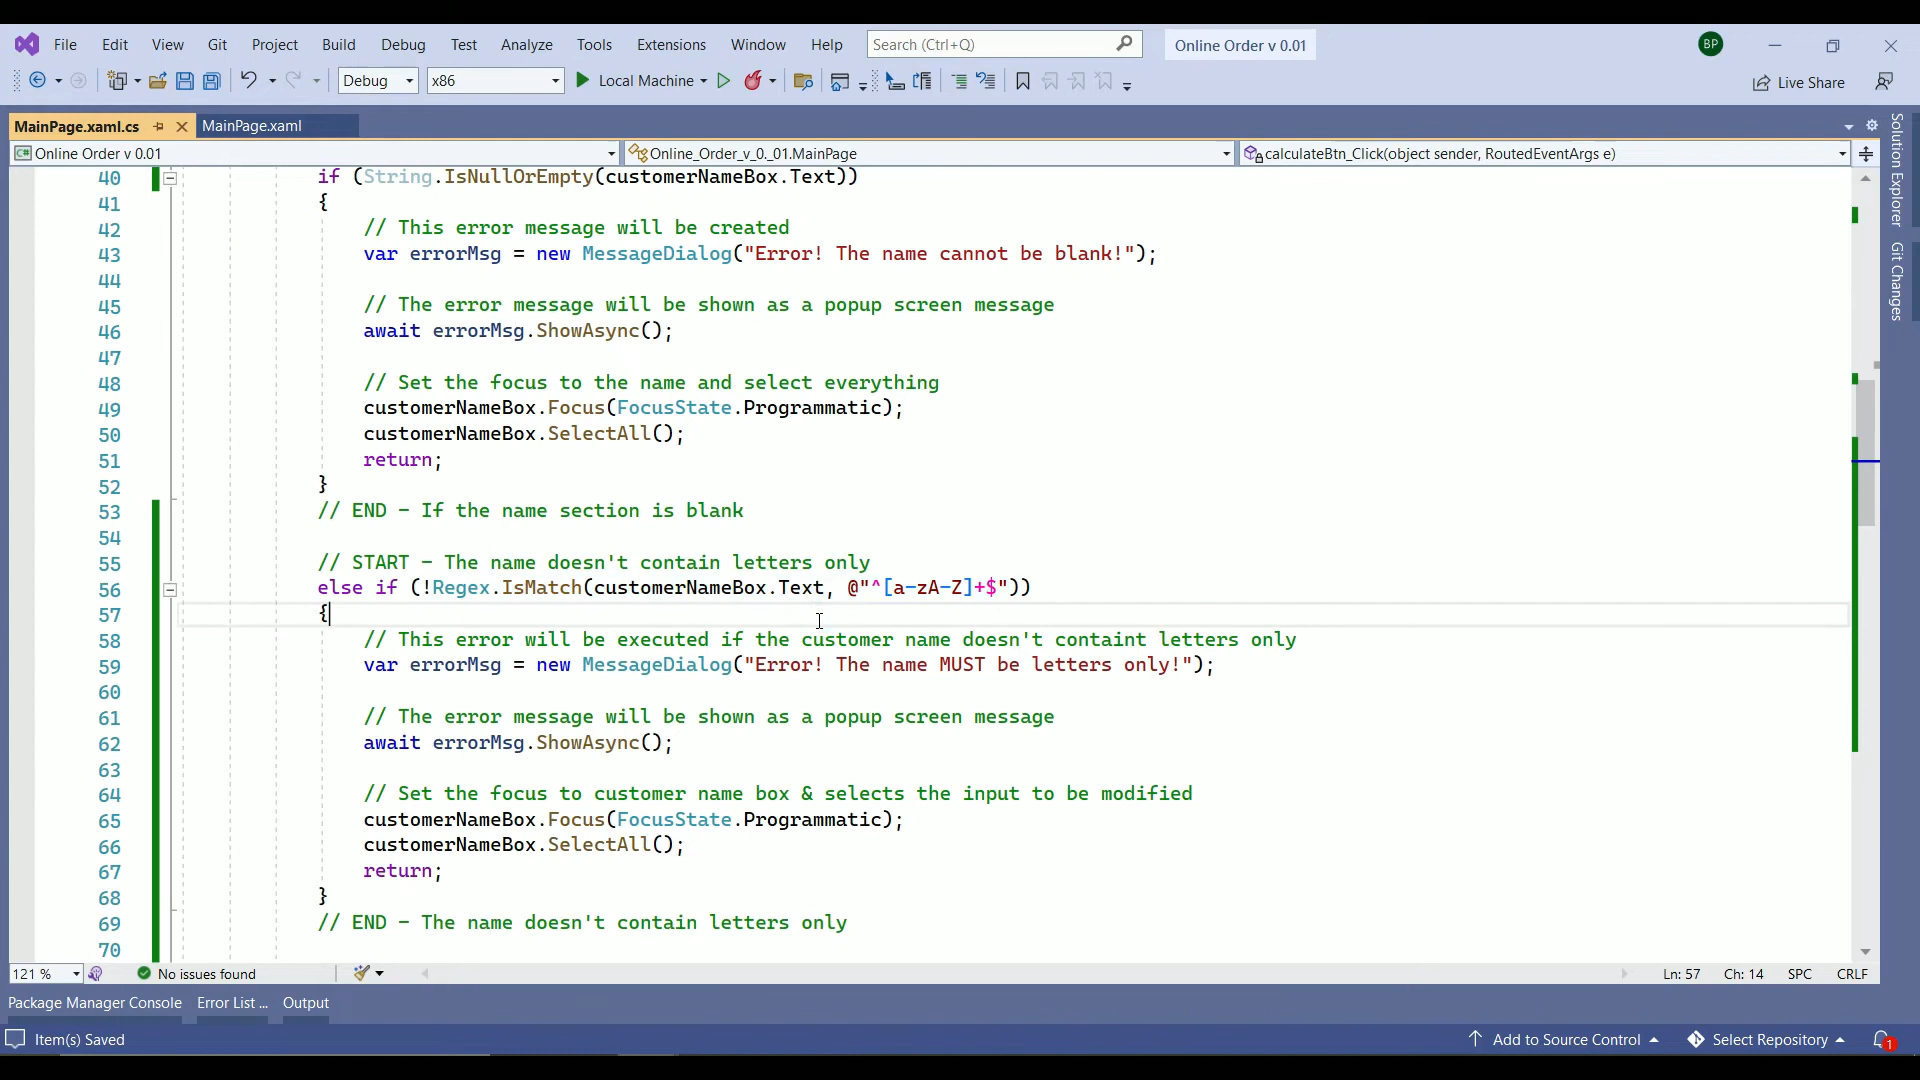 File Edit View Git Project Build Debug Test Analyze Tools Extensions Window Help Search (Ctrl+Q) Online Order v 0.01 BP
Debug x86 Local Machine Live Share
MainPage.xaml.cs MainPage.xaml
Online Order v 0.01 Online_Order_v_0._01.MainPage calculateBtn_Click(object sender, RoutedEventArgs e)
Solution Explorer
Git Changes
40 if (String.IsNullOrEmpty(customerNameBox.Text))
41 {
42 // This error message will be created
43 var errorMsg = new MessageDialog("Error! The name cannot be blank!");
44
45 // The error message will be shown as a popup screen message
46 await errorMsg.ShowAsync();
47
48 // Set the focus to the name and select everything
49 customerNameBox.Focus(FocusState.Programmatic);
50 customerNameBox.SelectAll();
51 return;
52 }
53 // END - If the name section is blank
54
55 // START - The name doesn't contain letters only
56 else if (!Regex.IsMatch(customerNameBox.Text, @"^[a-zA-Z]+$"))
57 {
58 // This error will be executed if the customer name doesn't containt letters only
59 var errorMsg = new MessageDialog("Error! The name MUST be letters only!");
60
61 // The error message will be shown as a popup screen message
62 await errorMsg.ShowAsync();
63
64 // Set the focus to customer name box & selects the input to be modified
65 customerNameBox.Focus(FocusState.Programmatic);
66 customerNameBox.SelectAll();
67 return;
68 }
69 // END - The name doesn't contain letters only
70
121 % No issues found Ln: 57 Ch: 14 SPC CRLF
Package Manager Console Error List ... Output
Item(s) Saved Add to Source Control Select Repository 1